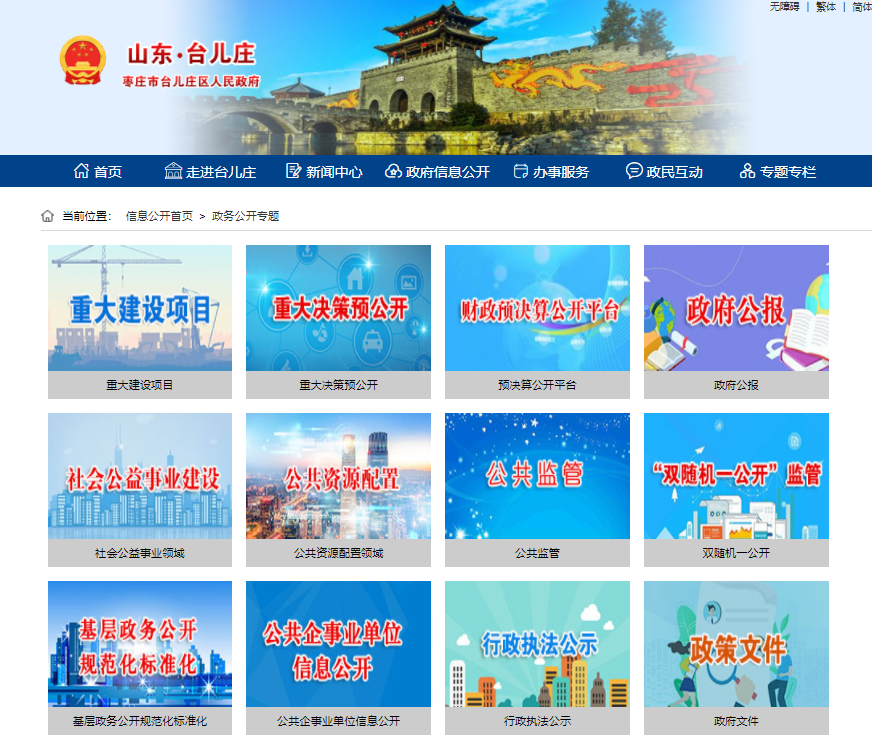 无障碍 | 繁体 | 简体
山东·台儿庄
枣庄市台儿庄区人民政府
首页 走进台儿庄 新闻中心 政府信息公开 办事服务 政民互动 专题专栏
当前位置： 信息公开首页 > 政务公开专题
重大建设项目 重大决策预公开 财政预决算公开平台 政府公报
重大建设项目 重大决策预公开 预决算公开平台 政府公报
社会公益事业建设 公共资源配置 公共监管 “双随机一公开”监管
社会公益事业领域 公共资源配置领域 公共监管 双随机一公开
基层政务公开
规范化标准化
公共企事业单位
信息公开
行政执法公示 政策文件
基层政务公开规范化标准化 公共企事业单位信息公开 行政执法公示 政府文件